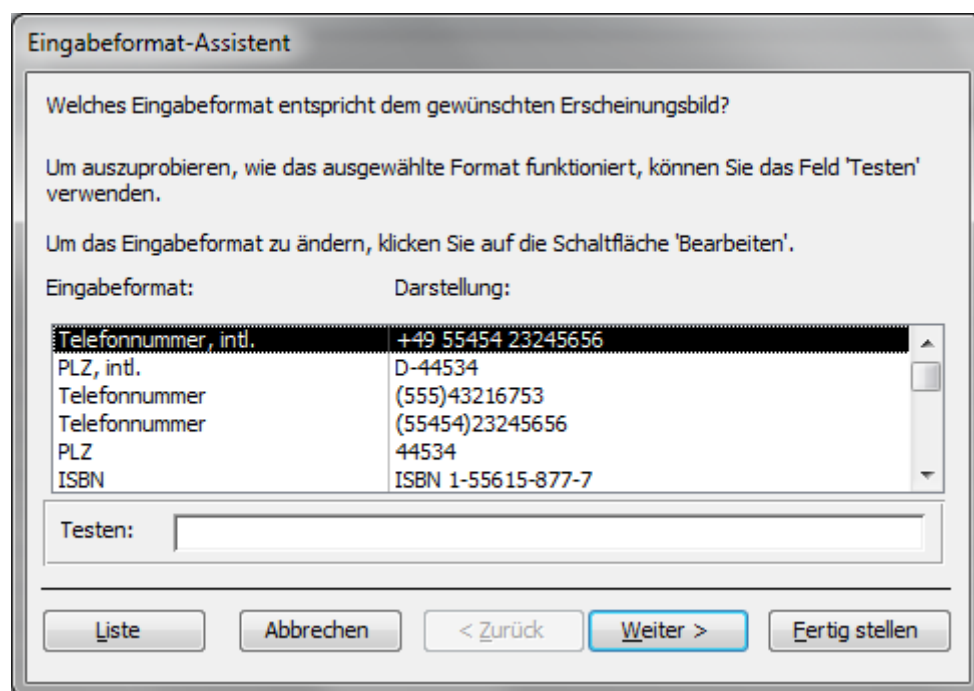 Eingabeformat-Assistent
Welches Eingabeformat entspricht dem gewünschten Erscheinungsbild?
Um auszuprobieren, wie das ausgewählte Format funktioniert, können Sie das Feld 'Testen'
verwenden.
Um das Eingabeformat zu ändern, klicken Sie auf die Schaltfläche 'Bearbeiten'.
Eingabeformat: Darstellung:
Telefonnummer, intl. +49 55454 23245656
PLZ, intl. D-44534
Telefonnummer (555)43216753
Telefonnummer (55454)23245656
PLZ 44534
ISBN ISBN 1-55615-877-7
Testen:
Liste Abbrechen < Zurück Weiter > Fertig stellen